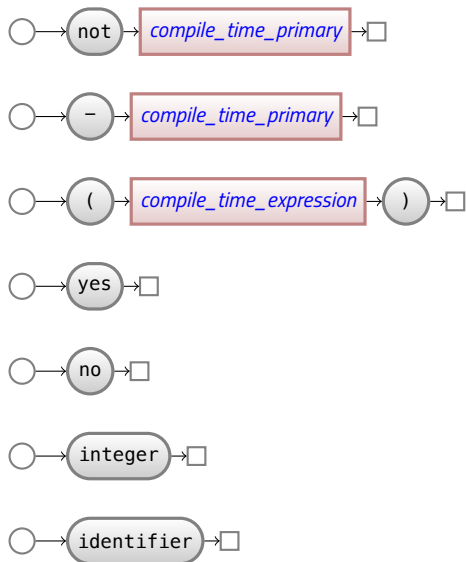 not compile_time_primary
− compile_time_primary
( compile_time_expression )
yes
no
integer
identifier